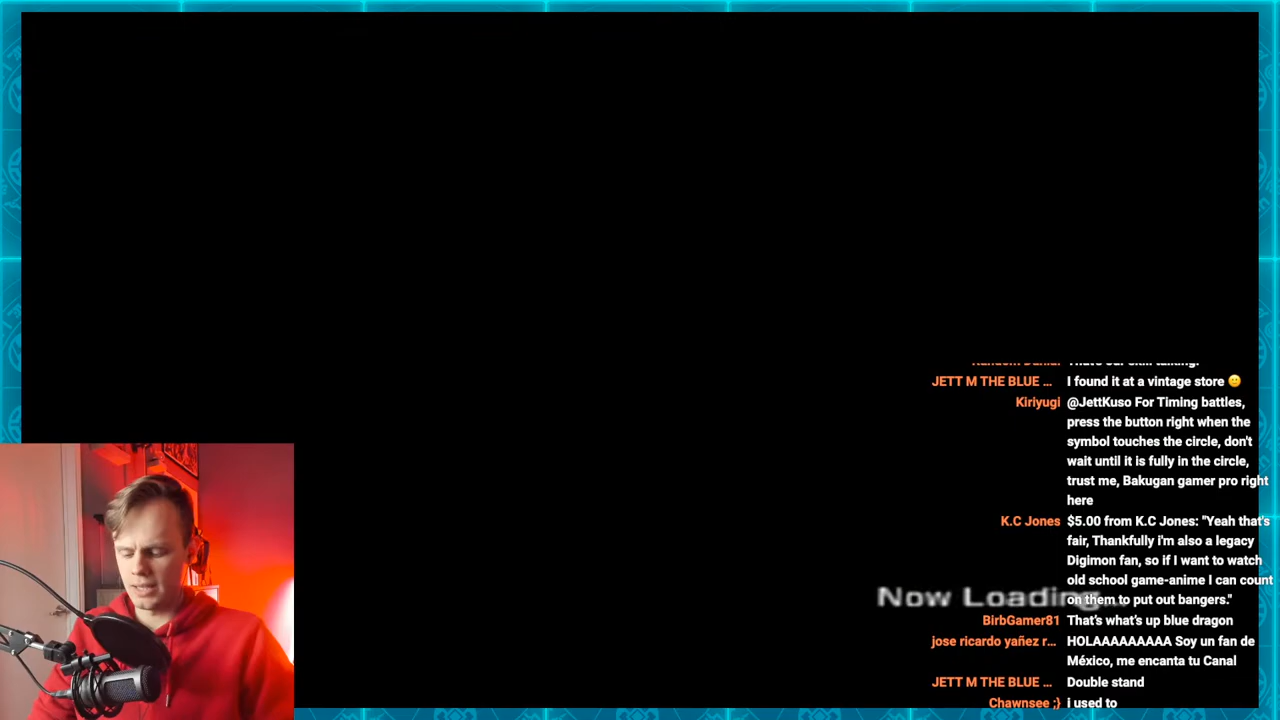 JETT M THE BLUE ... I found it at a vintage store 🙂
Kiriyugi @JettKuso For Timing battles,
press the button right when the
symbol touches the circle, don't
wait until it is fully in the circle,
trust me, Bakugan gamer pro right
here
K.C Jones $5.00 from K.C Jones: "Yeah that's
fair, Thankfully i'm also a legacy
Digimon fan, so if I want to watch
old school game-anime I can count
on them to put out bangers."
Now Loading...
BirbGamer81 That's what's up blue dragon
jose ricardo yañez r... HOLAAAAAAAAA Soy un fan de
México, me encanta tu Canal
JETT M THE BLUE ... Double stand
Chawnsee ;} i used to